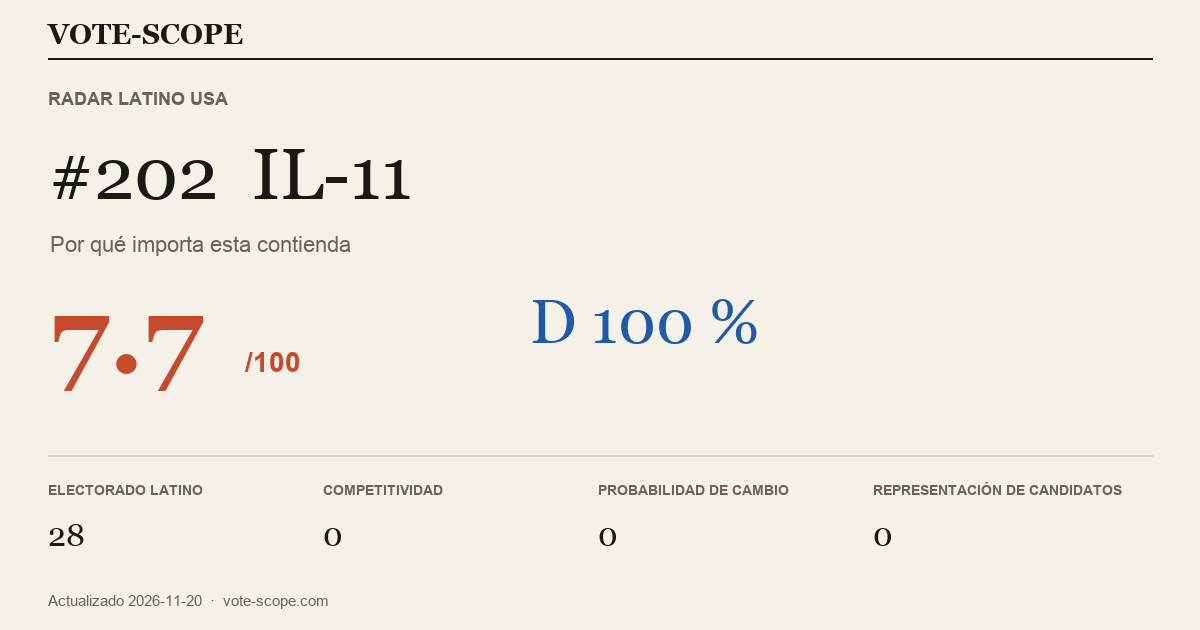 VOTE-SCOPE
RADAR LATINO USA
#202 IL-11
Por qué importa esta contienda
7.7 /100
D 100 %
ELECTORADO LATINO COMPETITIVIDAD PROBABILIDAD DE CAMBIO REPRESENTACIÓN DE CANDIDATOS
28 0 0 0
Actualizado 2026-11-20 · vote-scope.com